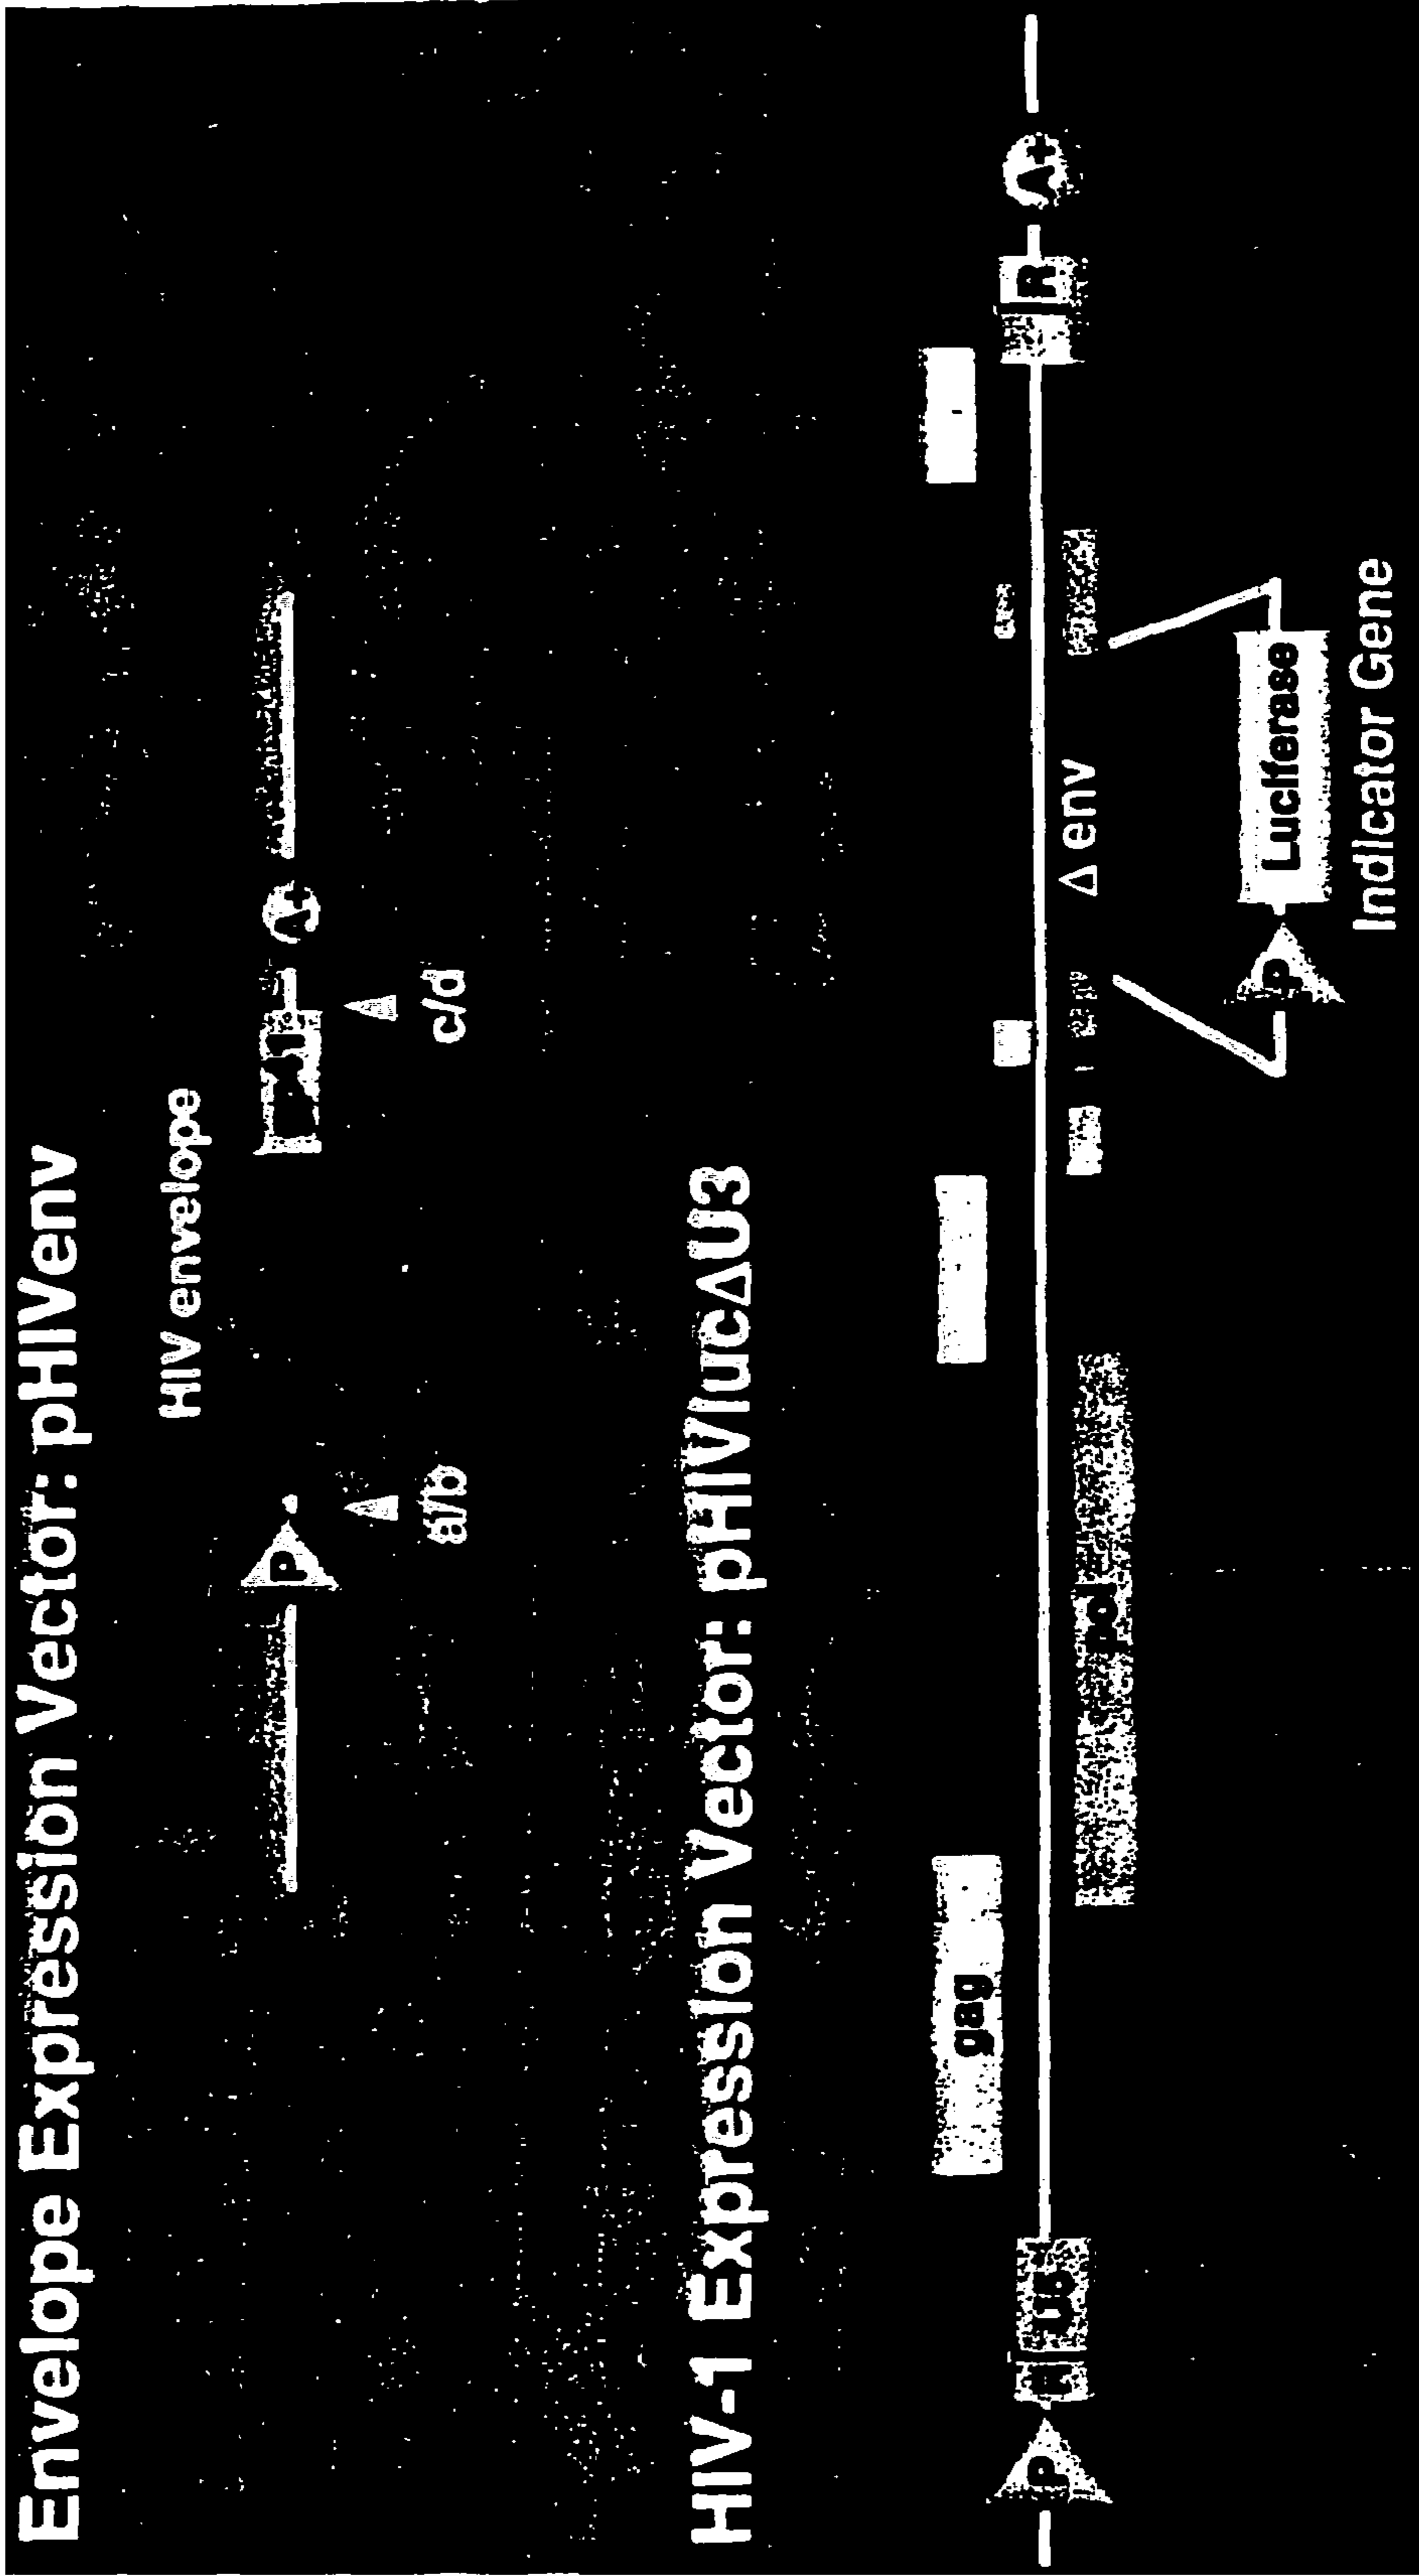 Envelope Expression Vector: pHIVenv
HIV envelope
P
A+
a/b
c/d
HIV-1 Expression Vector: pHIVlucΔU3
gag
P
U5
R
A+
pol
Δ env
P
Luciferase
Indicator Gene